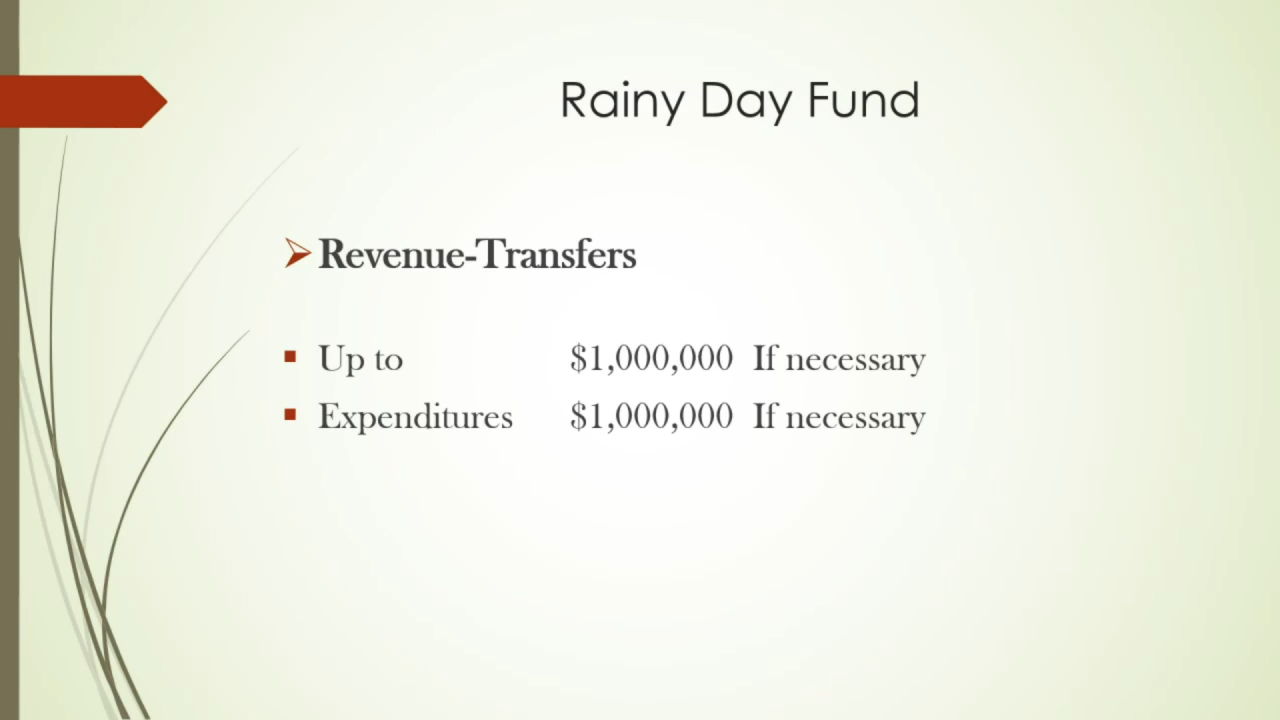 Rainy Day Fund
Revenue-Transfers
Up to $1,000,000 If necessary
Expenditures $1,000,000 If necessary